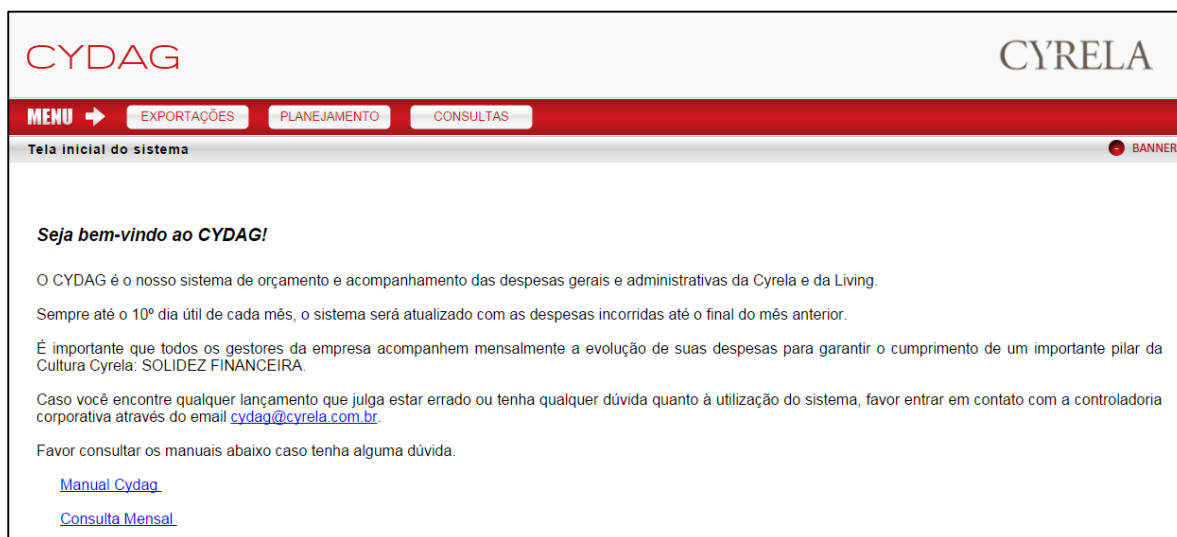 CYDAG
CYRELA
MENU
EXPORTAÇÕES
PLANEJAMENTO
CONSULTAS
Tela inicial do sistema
BANNER
Seja bem-vindo ao CYDAG!
O CYDAG é o nosso sistema de orçamento e acompanhamento das despesas gerais e administrativas da Cyrela e da Living.
Sempre até o 10º dia útil de cada mês, o sistema será atualizado com as despesas incorridas até o final do mês anterior.
É importante que todos os gestores da empresa acompanhem mensalmente a evolução de suas despesas para garantir o cumprimento de um importante pilar da
Cultura Cyrela: SOLIDEZ FINANCEIRA.
Caso você encontre qualquer lançamento que julga estar errado ou tenha qualquer dúvida quanto à utilização do sistema, favor entrar em contato com a controladoria
corporativa através do email cydag@cyrela.com.br.
Favor consultar os manuais abaixo caso tenha alguma dúvida.
Manual Cydag
Consulta Mensal